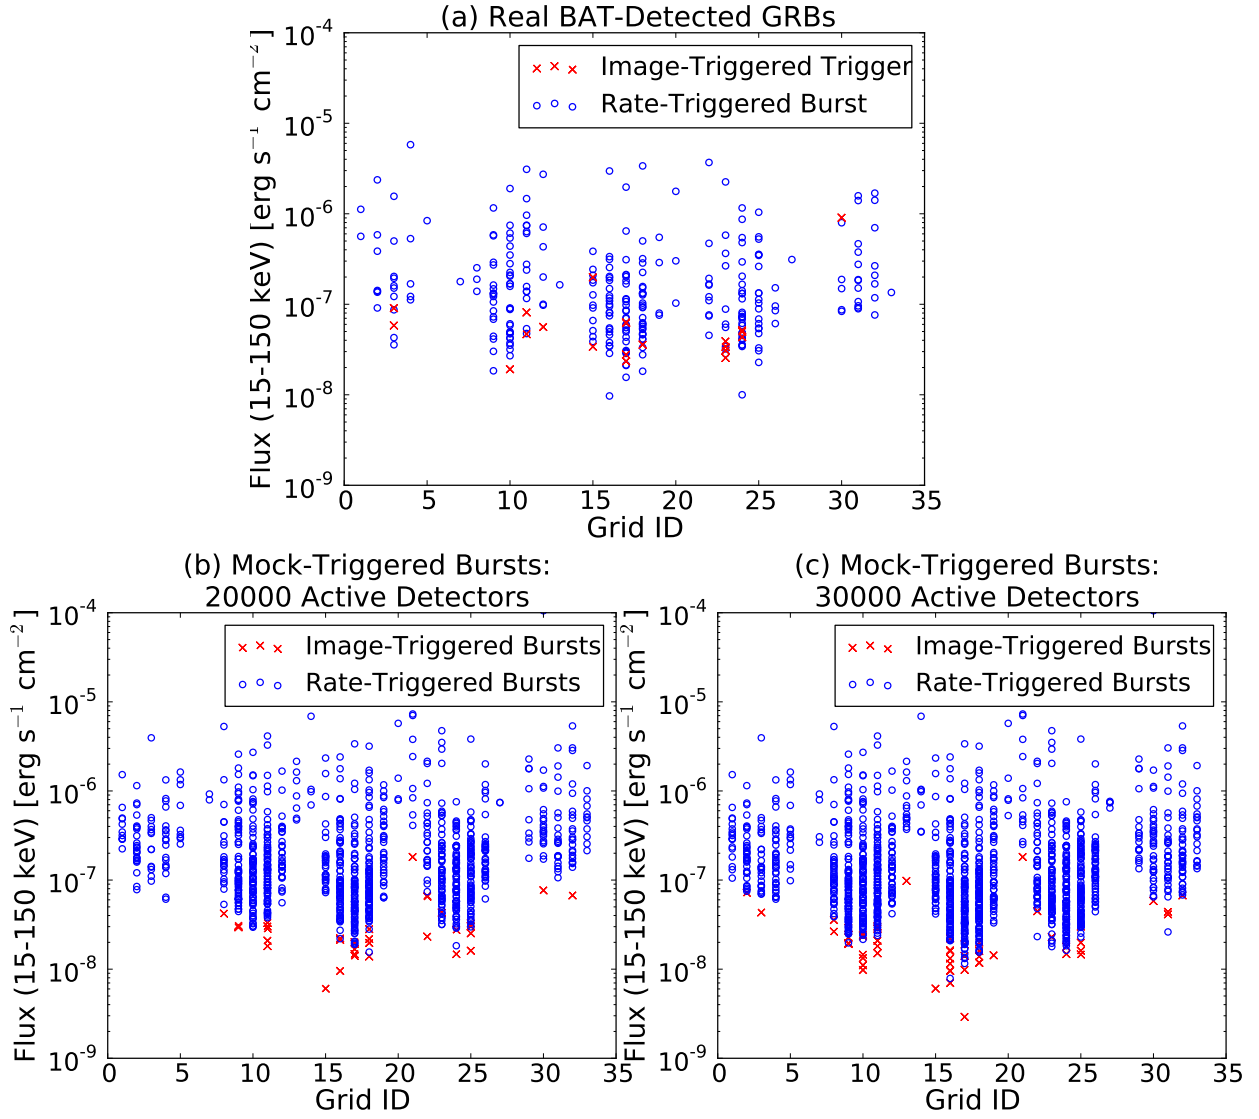 (a) Real BAT-Detected GRBs
Flux (15-150 keV) [erg s⁻¹ cm⁻²]
10⁻⁴
10⁻⁵
10⁻⁶
10⁻⁷
10⁻⁸
10⁻⁹
Image-Triggered Trigger
Rate-Triggered Burst
0 5 10 15 20 25 30 35
Grid ID
(b) Mock-Triggered Bursts:
20000 Active Detectors
Flux (15-150 keV) [erg s⁻¹ cm⁻²]
10⁻⁴
10⁻⁵
10⁻⁶
10⁻⁷
10⁻⁸
10⁻⁹
Image-Triggered Bursts
Rate-Triggered Bursts
0 5 10 15 20 25 30 35
Grid ID
(c) Mock-Triggered Bursts:
30000 Active Detectors
Flux (15-150 keV) [erg s⁻¹ cm⁻²]
10⁻⁴
10⁻⁵
10⁻⁶
10⁻⁷
10⁻⁸
10⁻⁹
Image-Triggered Bursts
Rate-Triggered Bursts
0 5 10 15 20 25 30 35
Grid ID